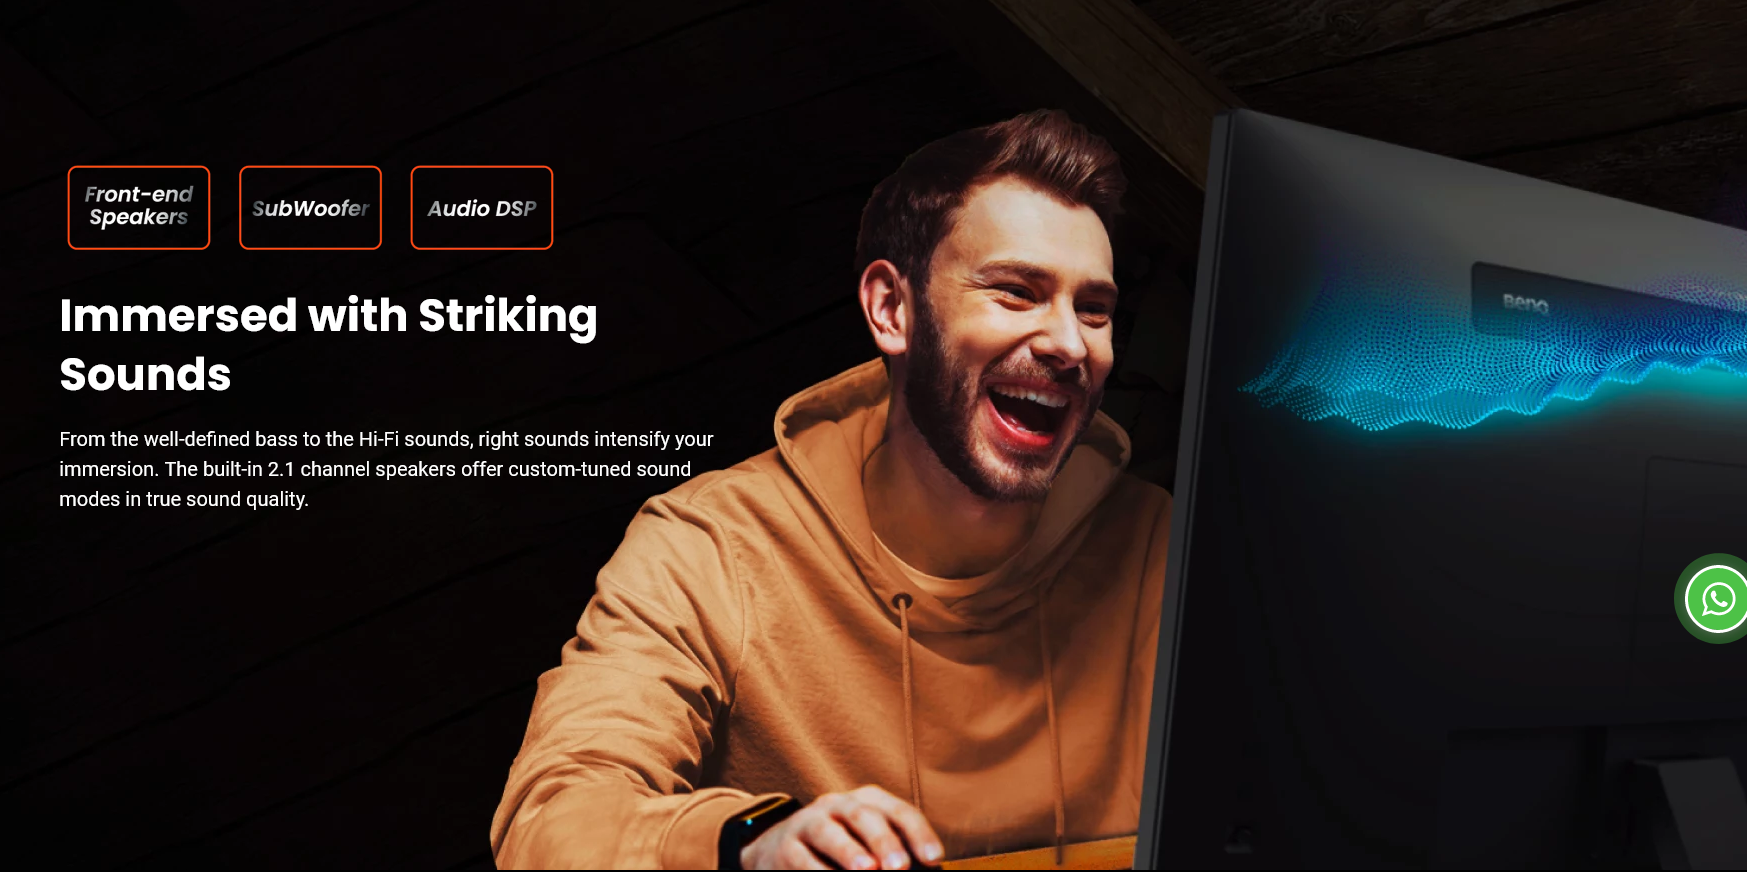 Front-end
Speakers
SubWoofer
Audio DSP
Immersed with Striking
Sounds
From the well-defined bass to the Hi-Fi sounds, right sounds intensify your
immersion. The built-in 2.1 channel speakers offer custom-tuned sound
modes in true sound quality.
BenQ